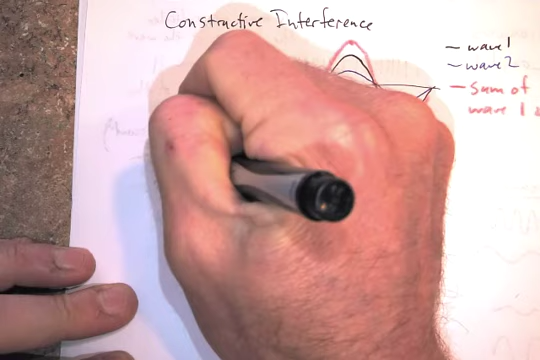 Constructive Interference
— wave 1
— wave 2
— Sum of
wave 1